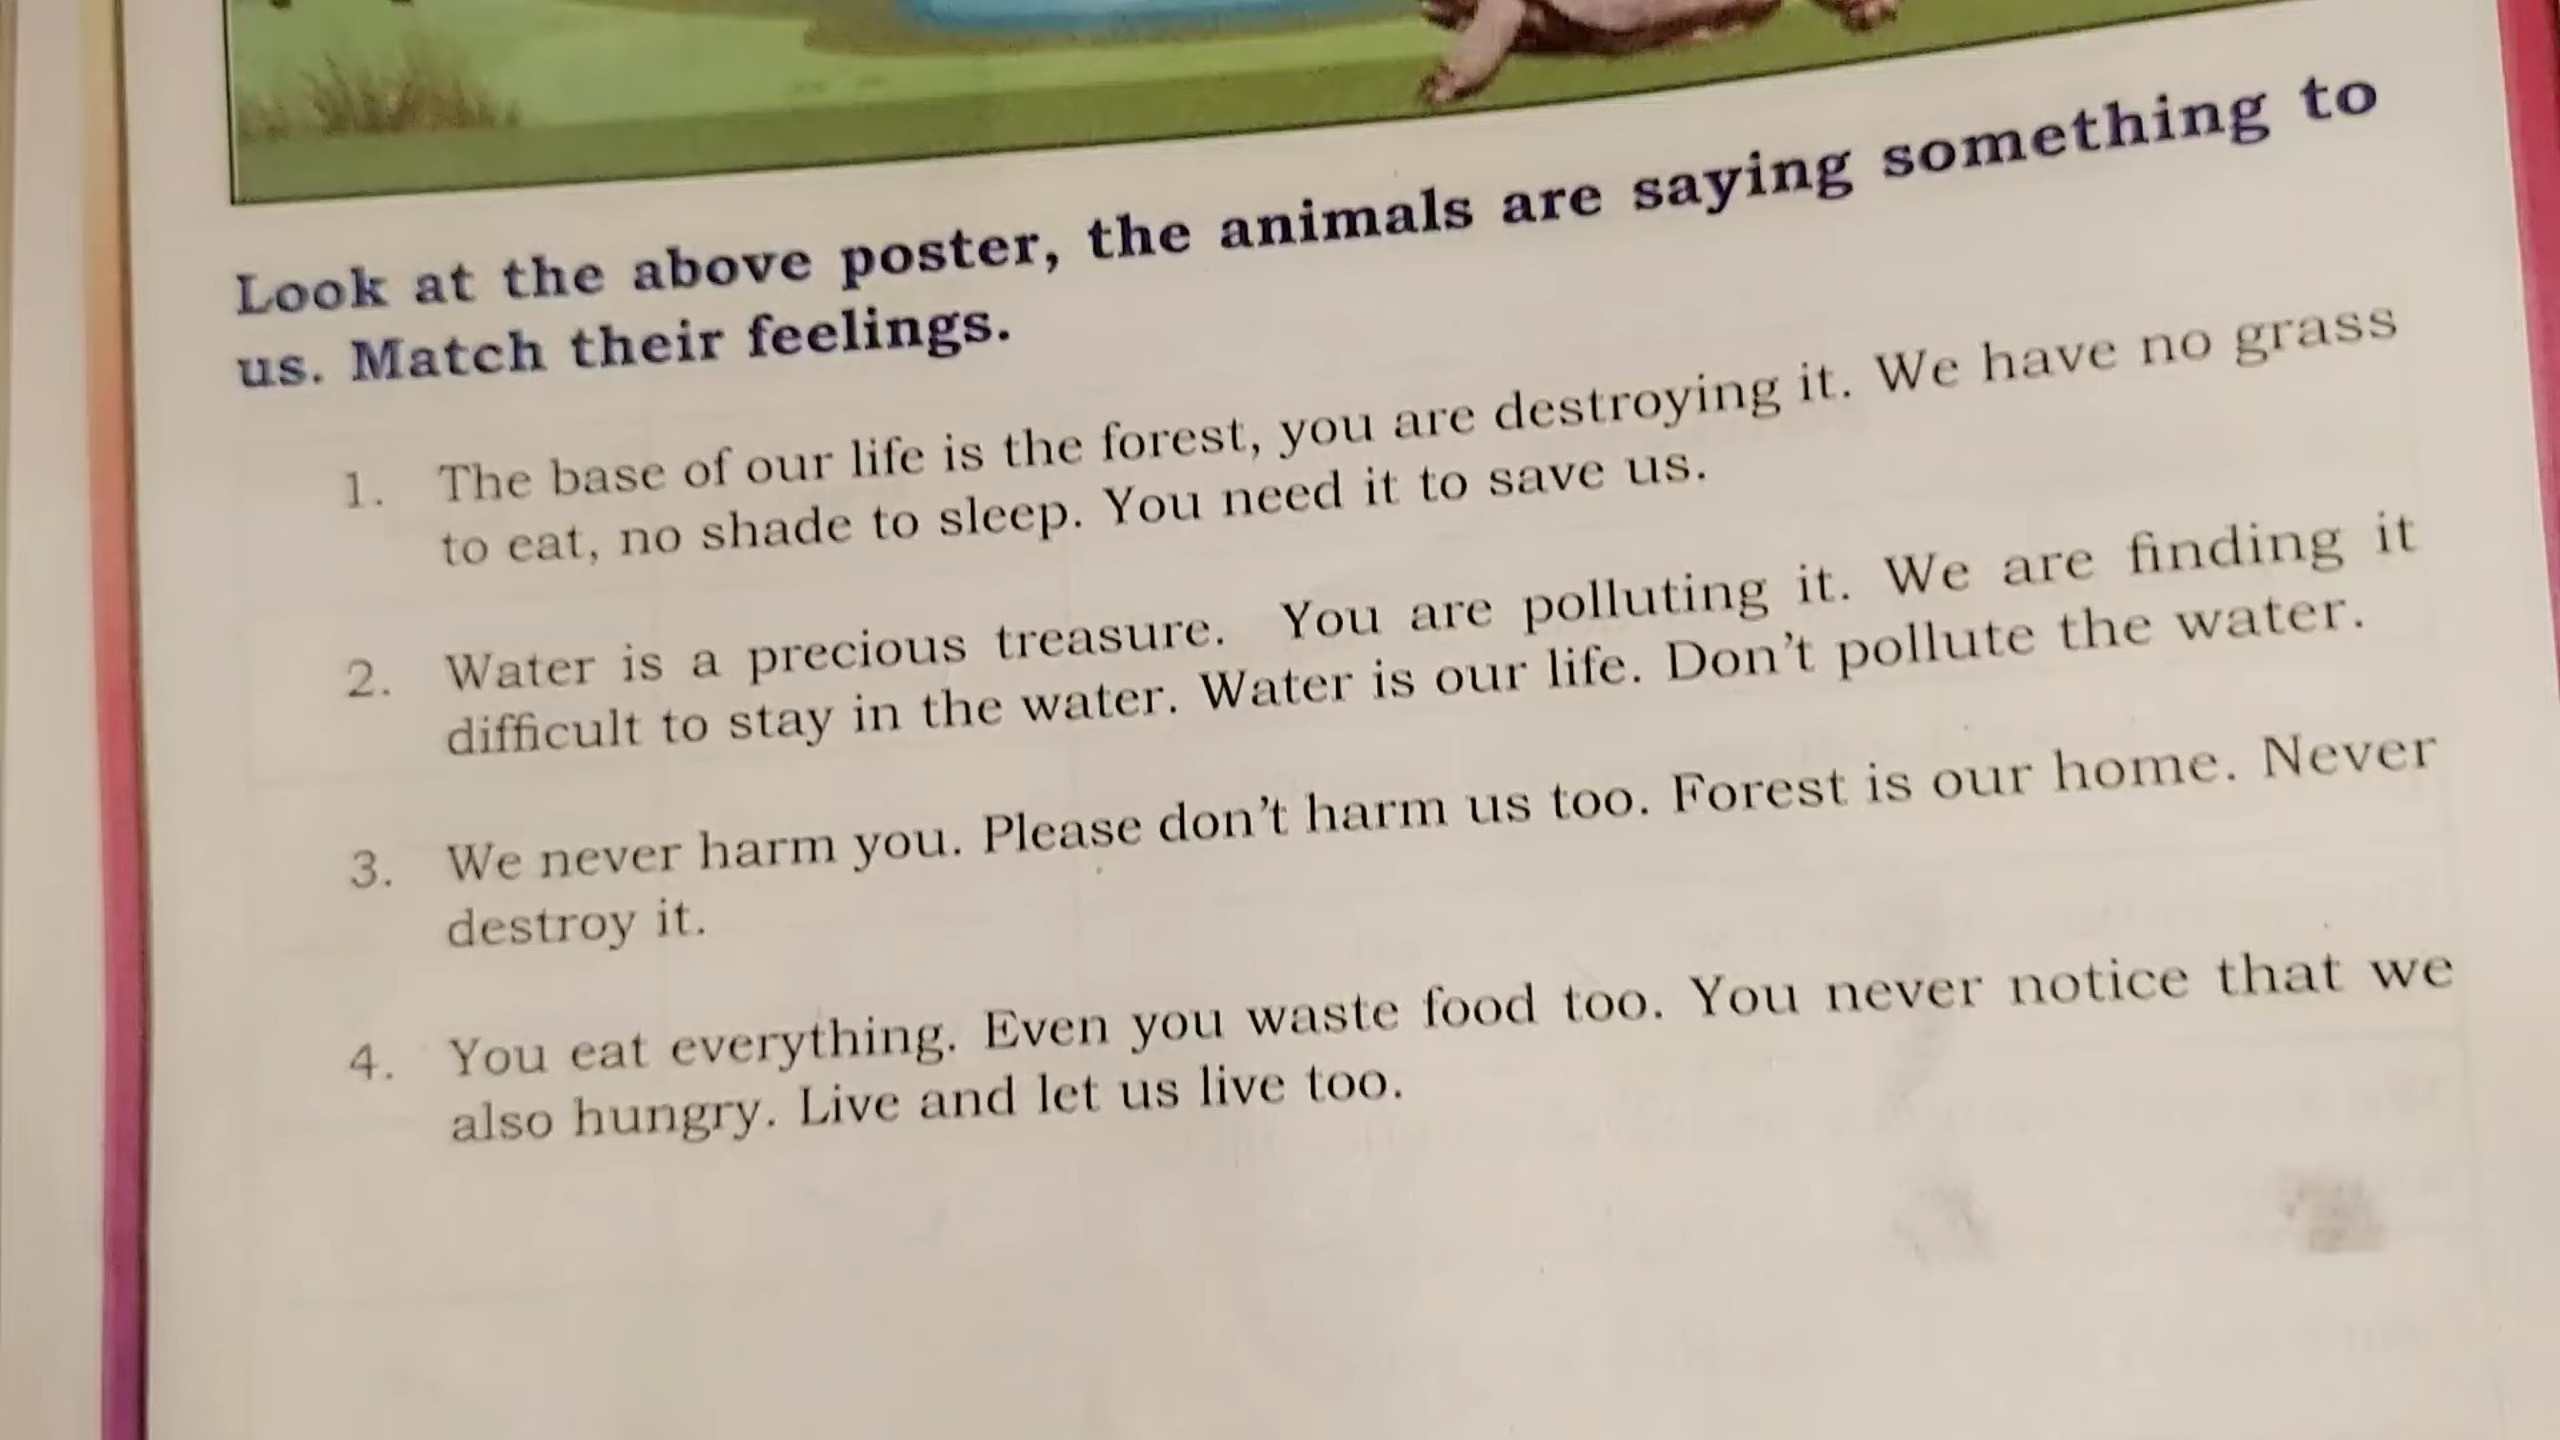 Look at the above poster, the animals are saying something to
us. Match their feelings.
1. The base of our life is the forest, you are destroying it. We have no grass
to eat, no shade to sleep. You need it to save us.
2. Water is a precious treasure. You are polluting it. We are finding it
difficult to stay in the water. Water is our life. Don't pollute the water.
3. We never harm you. Please don't harm us too. Forest is our home. Never
destroy it.
4. You eat everything. Even you waste food too. You never notice that we
also hungry. Live and let us live too.